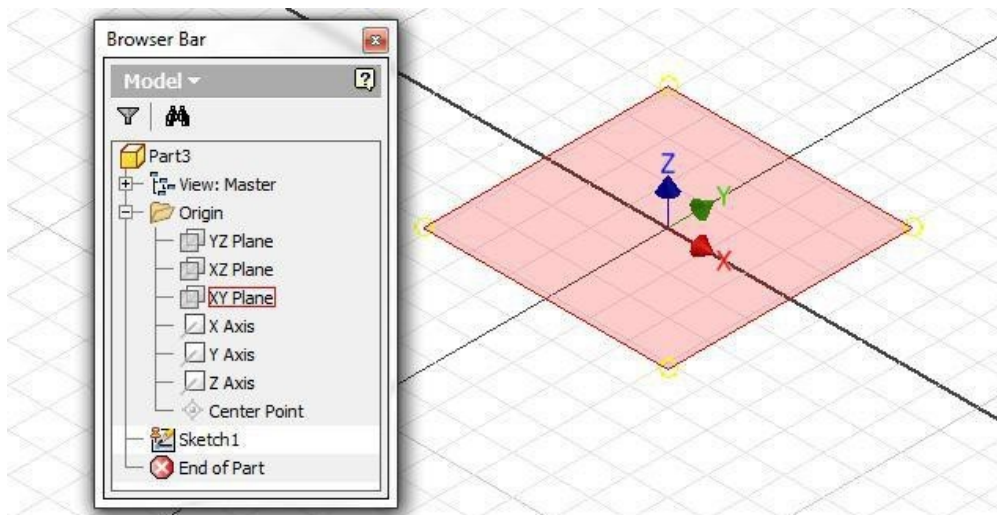 Browser Bar
Model
Part3
View: Master
Origin
YZ Plane
XZ Plane
XY Plane
X Axis
Y Axis
Z Axis
Center Point
Sketch1
End of Part
Z
Y
X